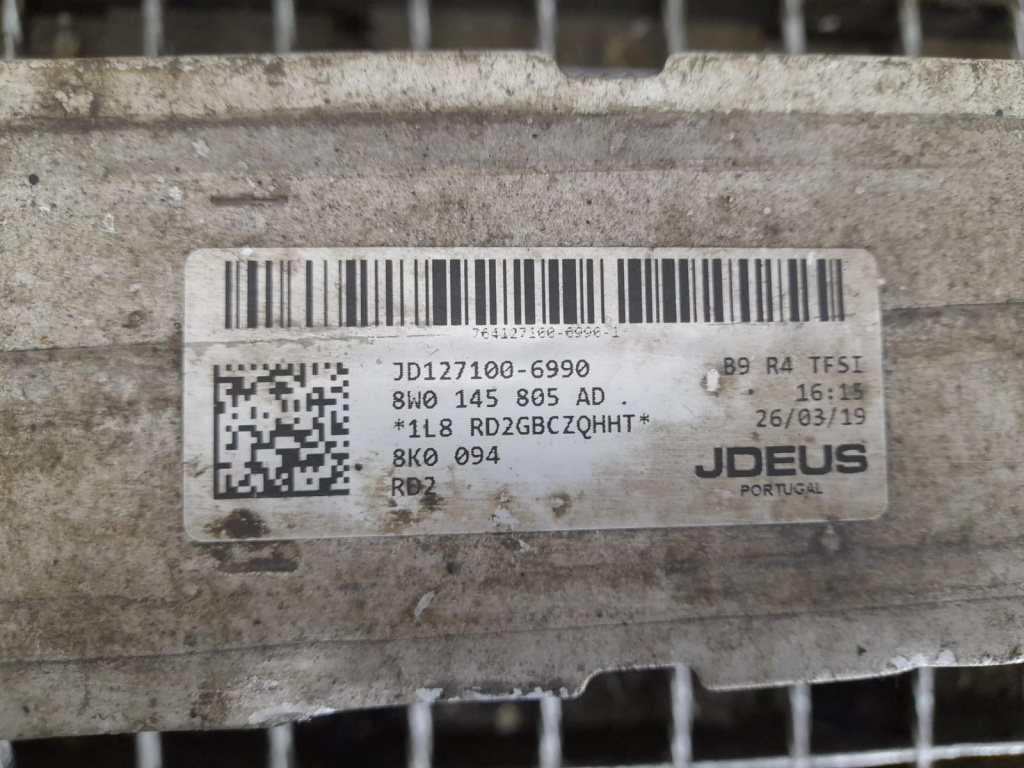 764127100-6990-1
JD127100-6990
8W0 145 805 AD .
*1L8 RD2GBCZQHHT*
8K0 094
RD2
B9 R4 TFSI
16:15
26/03/19
JDEUS
PORTUGAL